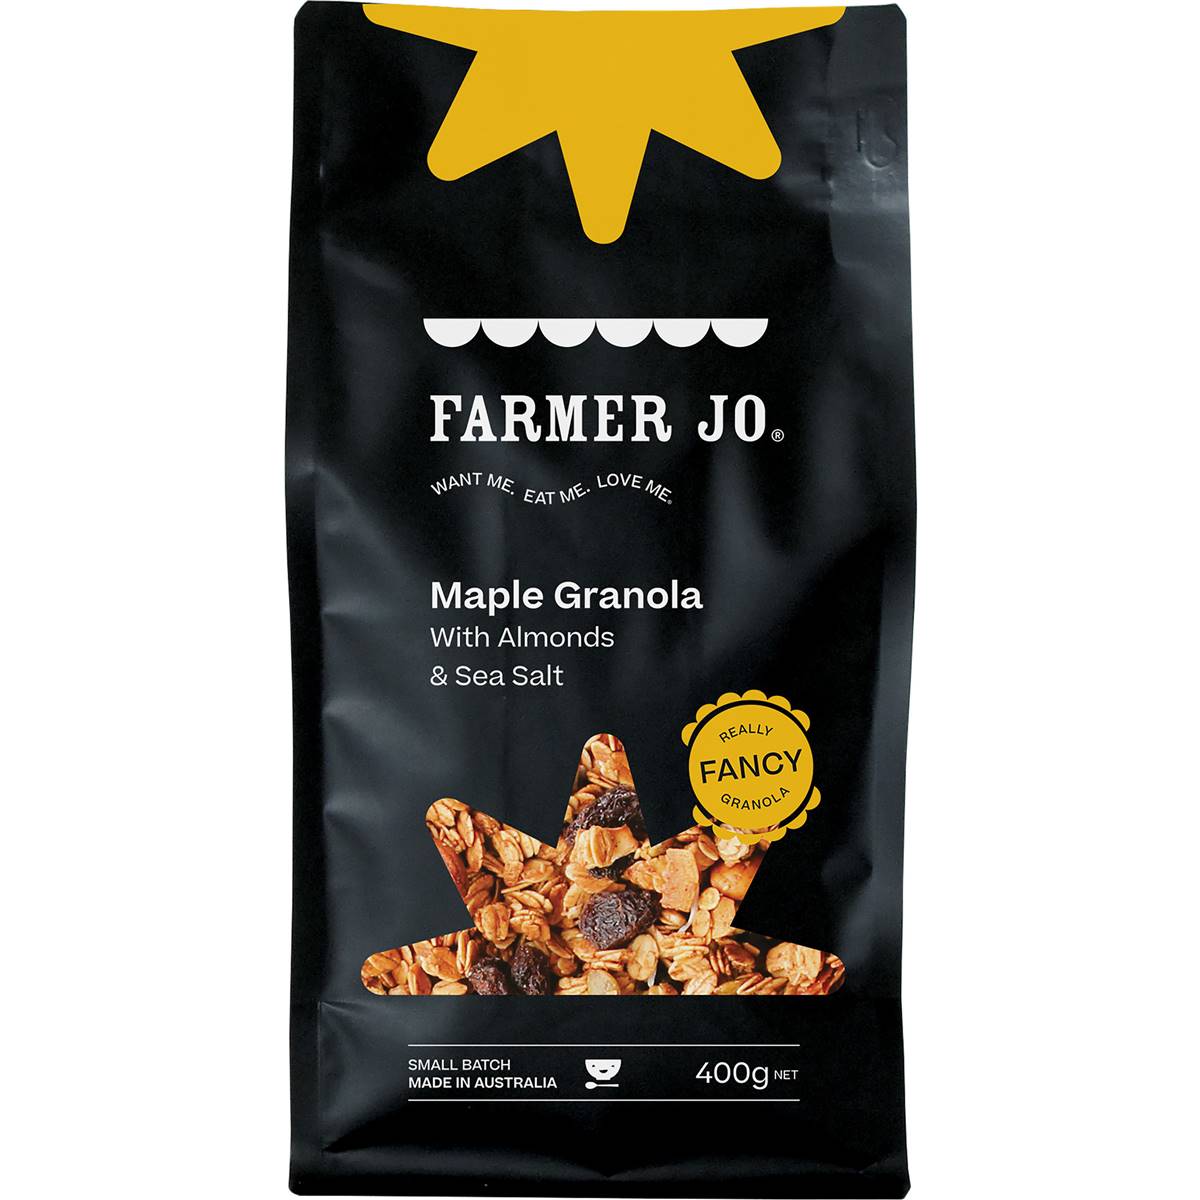 FARMER JO®
WANT ME. EAT ME. LOVE ME.®
Maple Granola
With Almonds
& Sea Salt
REALLY
FANCY
GRANOLA
SMALL BATCH
MADE IN AUSTRALIA
400g NET